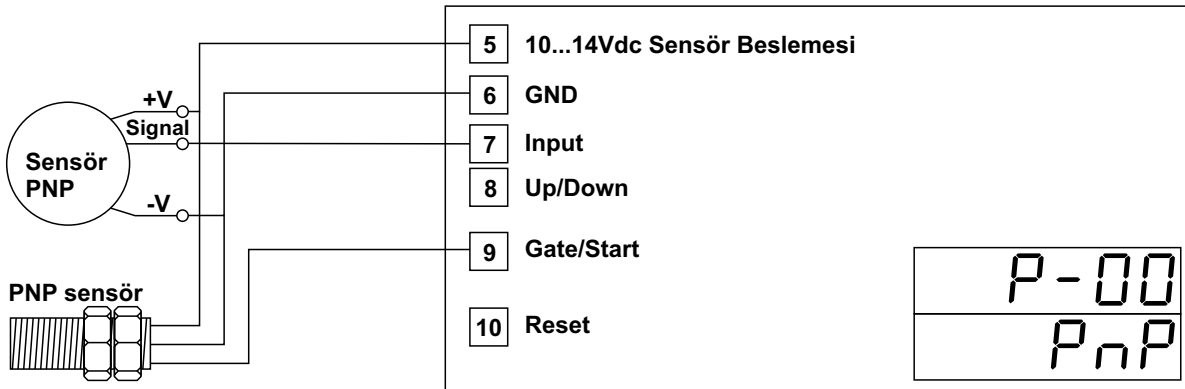 5 10...14Vdc Sensör Beslemesi
6 GND
+V
Signal
7 Input
Sensör
PNP
8 Up/Down
-V
9 Gate/Start
P-00
PNP sensör
10 Reset
PnP